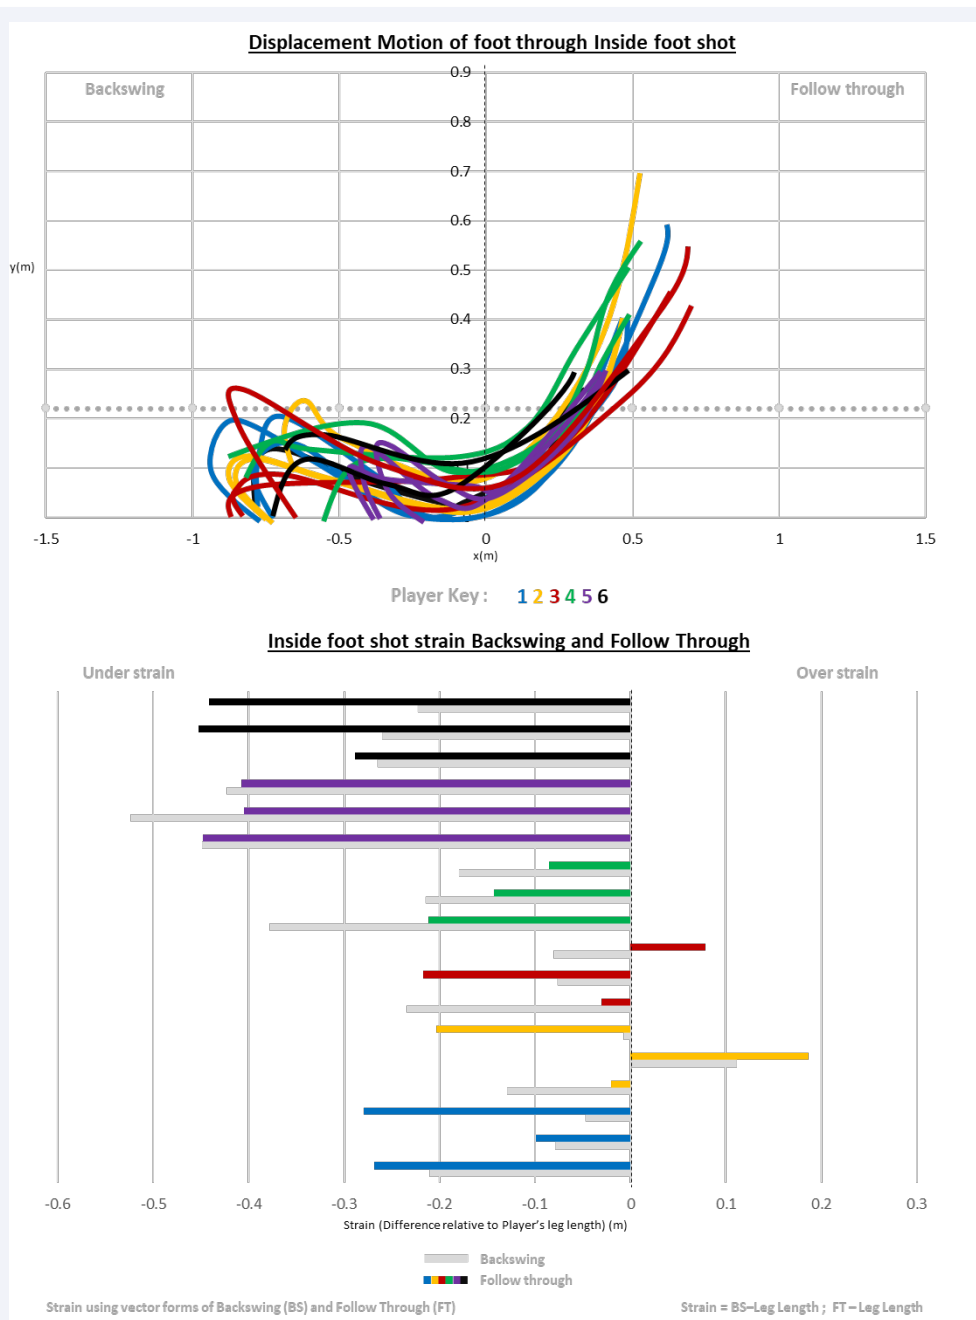 Displacement Motion of foot through Inside foot shot
0.9
Backswing
Follow through
0.8
0.7
0.6
0.5
y(m)
0.4
0.3
0.2
-1.5 -1 -0.5 0 0.5 1 1.5
x(m)
Player Key : 1 2 3 4 5 6
Inside foot shot strain Backswing and Follow Through
Under strain
Over strain
-0.6 -0.5 -0.4 -0.3 -0.2 -0.1 0 0.1 0.2 0.3
Strain (Difference relative to Player's leg length) (m)
Backswing
Follow through
Strain using vector forms of Backswing (BS) and Follow Through (FT)
Strain = BS–Leg Length ; FT – Leg Length